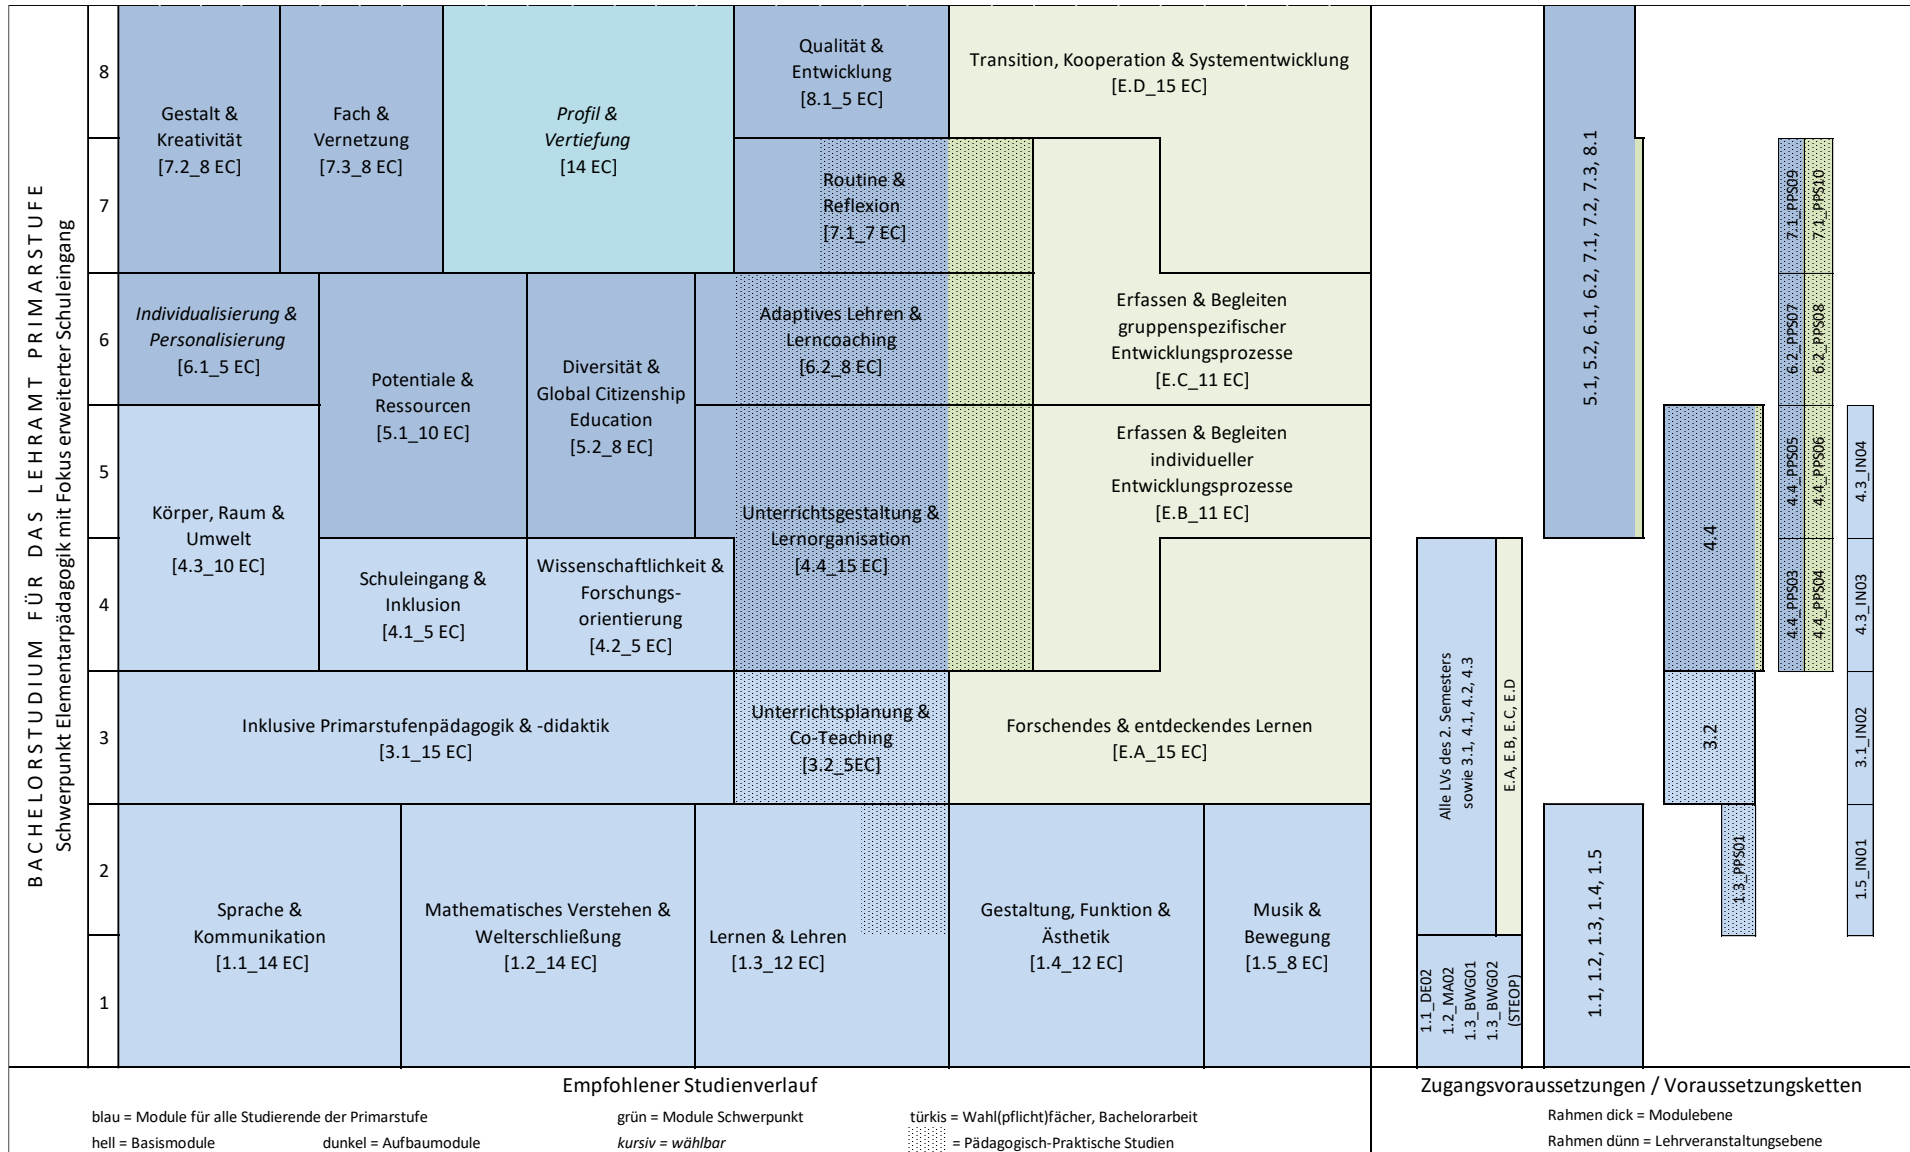 BACHELORSTUDIUM FÜR DAS LEHRAMT PRIMARSTUFE
Schwerpunkt Elementarpädagogik mit Fokus erweiterter Schuleingang
8
7
6
5
4
3
2
1
Gestalt &
Kreativität
[7.2_8 EC]
Fach &
Vernetzung
[7.3_8 EC]
Profil &
Vertiefung
[14 EC]
Qualität &
Entwicklung
[8.1_5 EC]
Transition, Kooperation & Systementwicklung
[E.D_15 EC]
Routine &
Reflexion
[7.1_7 EC]
Individualisierung &
Personalisierung
[6.1_5 EC]
Potentiale &
Ressourcen
[5.1_10 EC]
Diversität &
Global Citizenship
Education
[5.2_8 EC]
Adaptives Lehren &
Lerncoaching
[6.2_8 EC]
Erfassen & Begleiten
gruppenspezifischer
Entwicklungsprozesse
[E.C_11 EC]
Erfassen & Begleiten
individueller
Entwicklungsprozesse
[E.B_11 EC]
Körper, Raum &
Umwelt
[4.3_10 EC]
Schuleingang &
Inklusion
[4.1_5 EC]
Wissenschaftlichkeit &
Forschungs-
orientierung
[4.2_5 EC]
Unterrichtsgestaltung &
Lernorganisation
[4.4_15 EC]
Inklusive Primarstufenpädagogik & -didaktik
[3.1_15 EC]
Unterrichtsplanung &
Co-Teaching
[3.2_5EC]
Forschendes & entdeckendes Lernen
[E.A_15 EC]
Sprache &
Kommunikation
[1.1_14 EC]
Mathematisches Verstehen &
Welterschließung
[1.2_14 EC]
Lernen & Lehren
[1.3_12 EC]
Gestaltung, Funktion &
Ästhetik
[1.4_12 EC]
Musik &
Bewegung
[1.5_8 EC]
Alle LVs des 2. Semesters
sowie 3.1, 4.1, 4.2, 4.3
E.A, E.B, E.C, E.D
1.1_DE02
1.2_MA02
1.3_BWG01
1.3_BWG02
(STEOP)
5.1, 5.2, 6.1, 6.2, 7.1, 7.2, 7.3, 8.1
1.1, 1.2, 1.3, 1.4, 1.5
4.4
3.2
1.3_PPS01
7.1_PPS09
7.1_PPS10
6.2_PPS07
6.2_PPS08
4.4_PPS05
4.4_PPS06
4.4_PPS03
4.4_PPS04
4.3_IN04
4.3_IN03
3.1_IN02
1.5_IN01
Empfohlener Studienverlauf
Zugangsvoraussetzungen / Voraussetzungsketten
blau = Module für alle Studierende der Primarstufe
grün = Module Schwerpunkt
türkis = Wahl(pflicht)fächer, Bachelorarbeit
Rahmen dick = Modulebene
hell = Basismodule
dunkel = Aufbaumodule
kursiv = wählbar
= Pädagogisch-Praktische Studien
Rahmen dünn = Lehrveranstaltungsebene